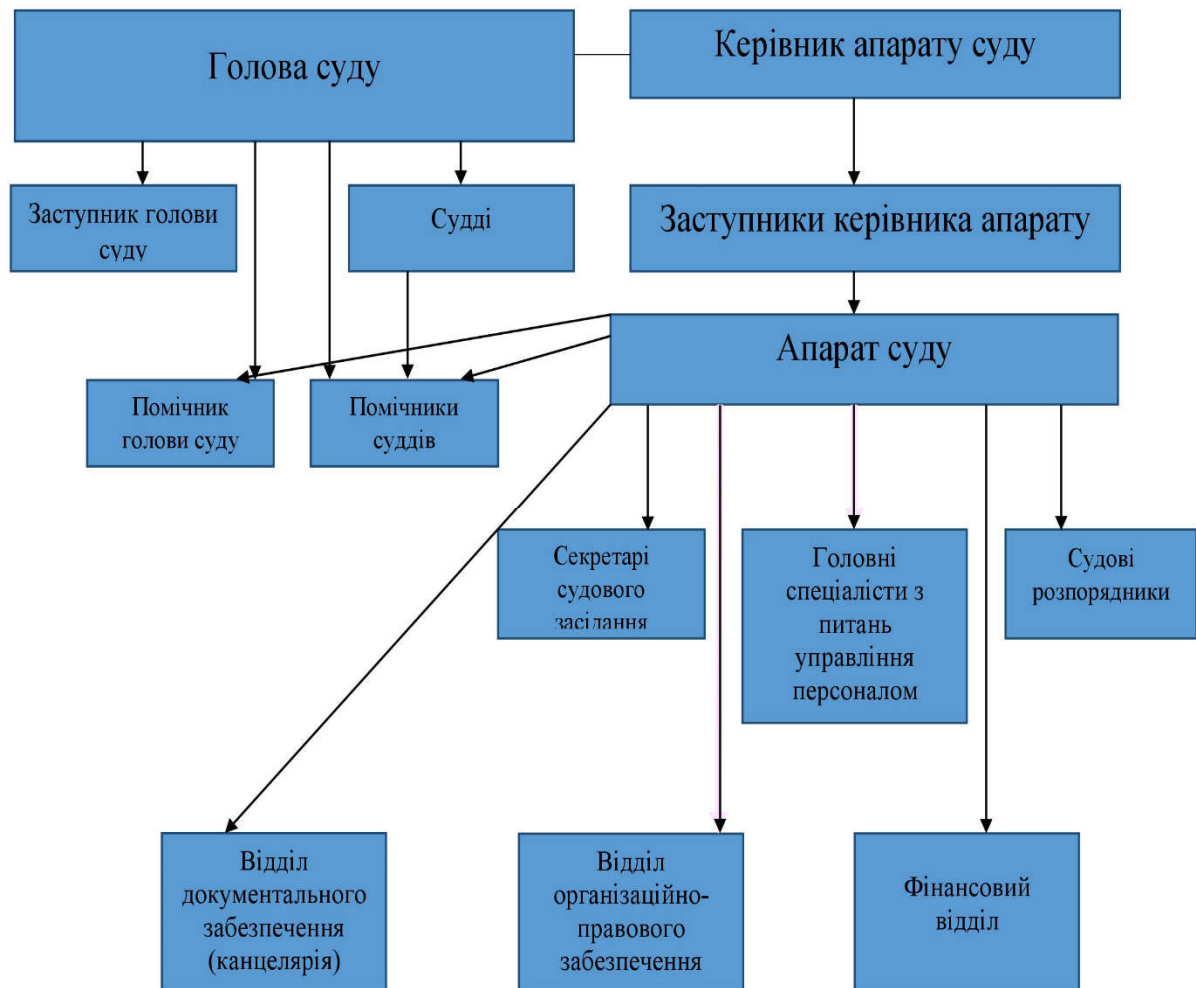 Голова суду
Керівник апарату суду
Заступник голови
суду
Судді
Заступники керівника апарату
Апарат суду
Помічник
голови суду
Помічники
суддів
Секретарі
судового
засідання
Головні
спеціалісти з
питань
управління
персоналом
Судові
розпорядники
Відділ
документального
забезпечення
(канцелярія)
Відділ
організаційно-
правового
забезпечення
Фінансовий
відділ